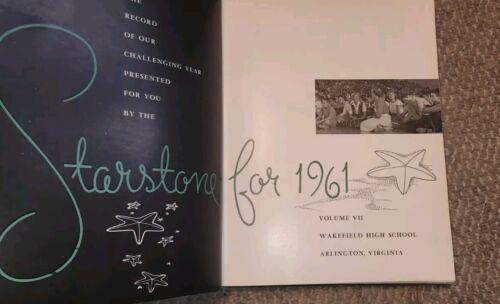 THE
RECORD
OF OUR
CHALLENGING YEAR
PRESENTED
FOR YOU
BY THE
Starstone for 1961
VOLUME VII
WAKEFIELD HIGH SCHOOL
ARLINGTON, VIRGINIA